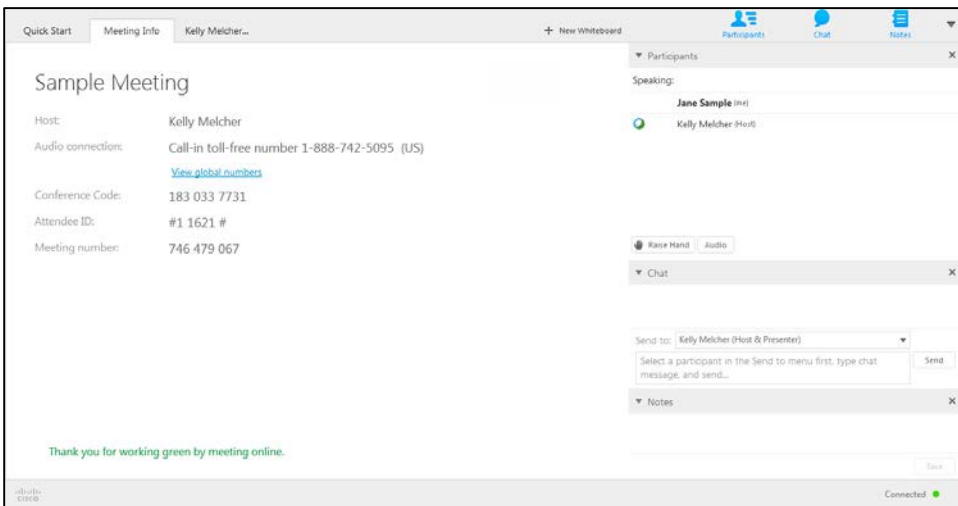 Quick Start Meeting Info Kelly Melcher... + New Whiteboard Participants Chat Notes
Participants
Speaking:
Jane Sample (me)
Kelly Melcher (Host)
Sample Meeting
Host: Kelly Melcher
Audio connection: Call-in toll-free number 1-888-742-5095 (US)
View global numbers
Conference Code: 183 033 7731
Attendee ID: #1 1621 #
Meeting number: 746 479 067
Raise Hand Audio
Chat
Send to: Kelly Melcher (Host & Presenter)
Select a participant in the Send to menu first, type chat
message, and send...
Send
Notes
Thank you for working green by meeting online.
Save
CISCO
Connected